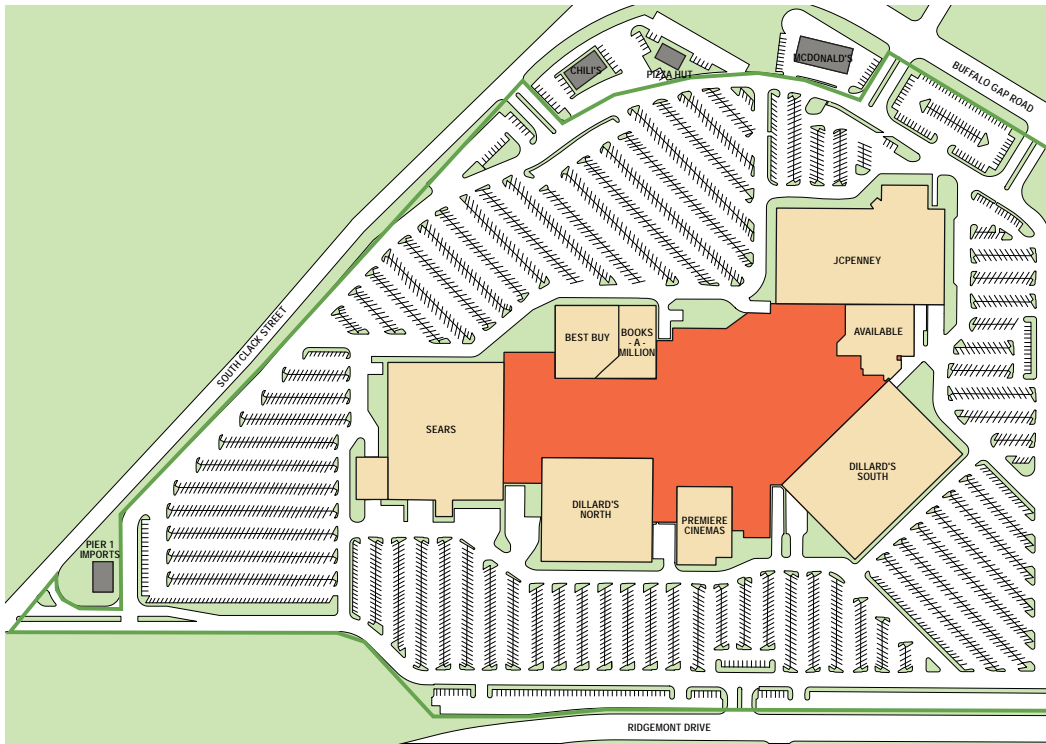 CHILI'S
PIZZA HUT
MCDONALD'S
BUFFALO GAP ROAD
JCPENNEY
SOUTH CLACK STREET
BEST BUY
BOOKS
- A -
MILLION
AVAILABLE
SEARS
DILLARD'S
SOUTH
DILLARD'S
NORTH
PREMIERE
CINEMAS
PIER 1
IMPORTS
RIDGEMONT DRIVE